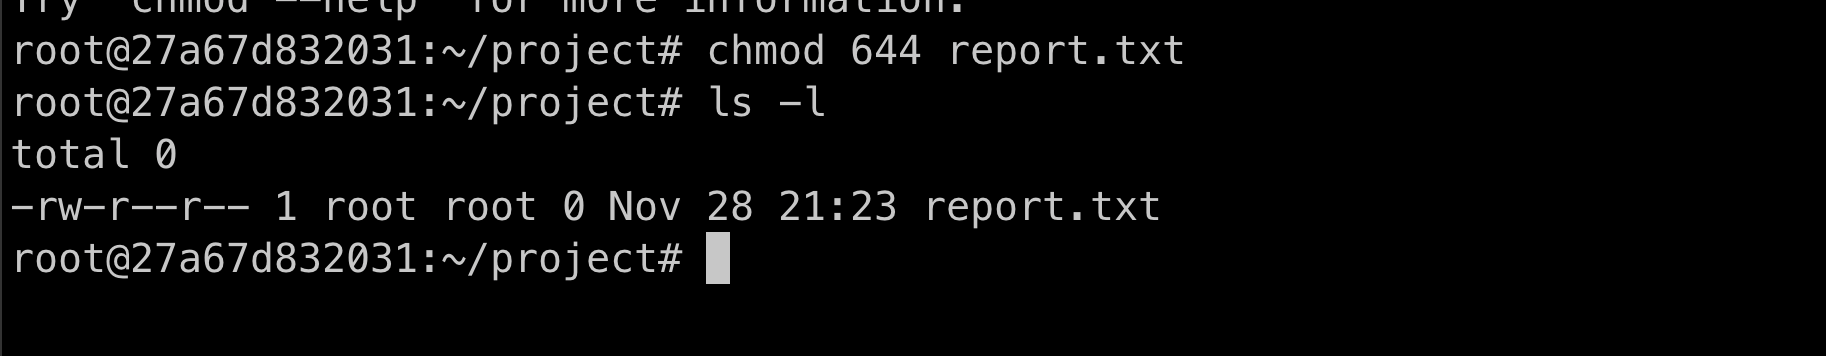 Try 'chmod --help' for more information.
root@27a67d832031:~/project# chmod 644 report.txt
root@27a67d832031:~/project# ls -l
total 0
-rw-r--r-- 1 root root 0 Nov 28 21:23 report.txt
root@27a67d832031:~/project#